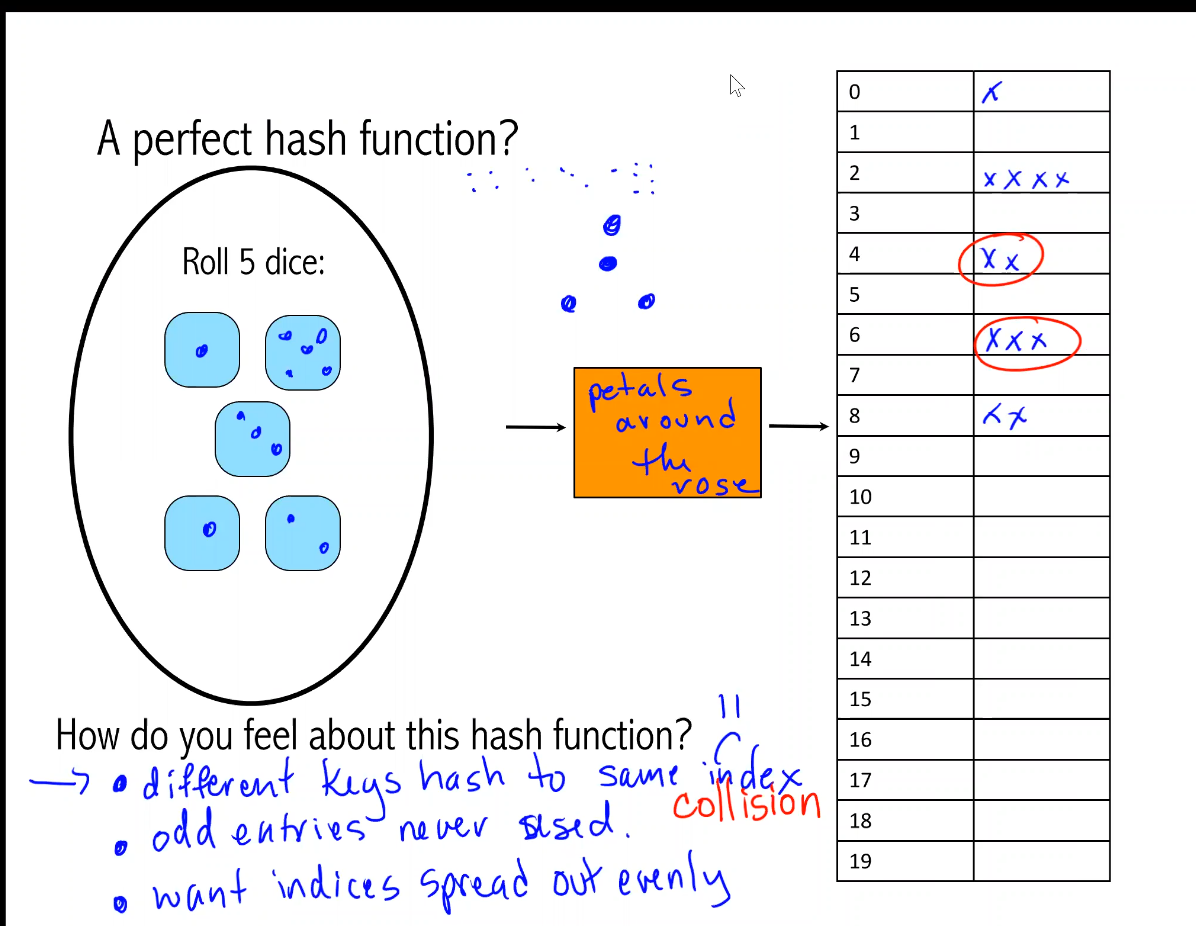 A perfect hash function?
Roll 5 dice:
petals
around
the
rose
0 x
1
2 x x x x
3
4 x x
5
6 x x x
7
8 x x
9
10
11
12
13
14
15
16
17
18
19
How do you feel about this hash function?
→ • different keys hash to same index
collision
• odd entries never used.
• want indices spread out evenly